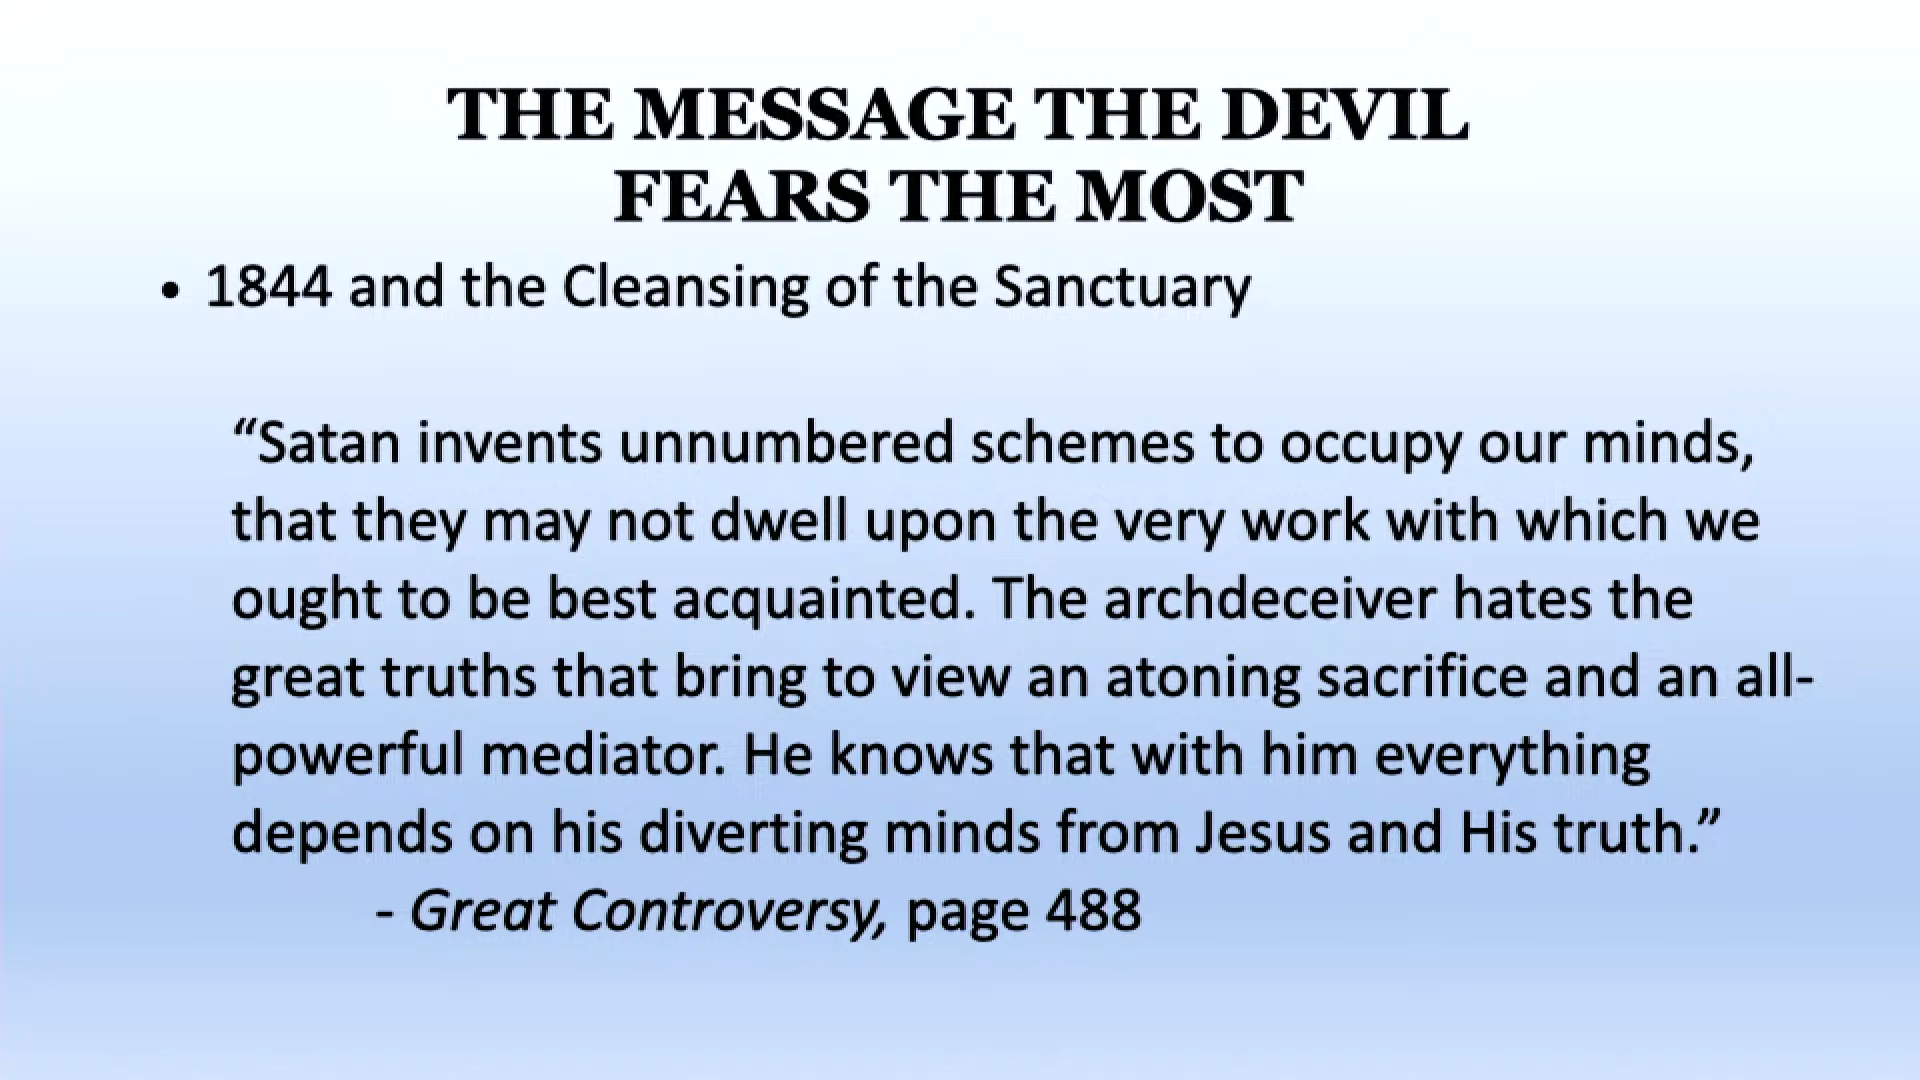 THE MESSAGE THE DEVIL
FEARS THE MOST
• 1844 and the Cleansing of the Sanctuary
“Satan invents unnumbered schemes to occupy our minds,
that they may not dwell upon the very work with which we
ought to be best acquainted. The archdeceiver hates the
great truths that bring to view an atoning sacrifice and an all-
powerful mediator. He knows that with him everything
depends on his diverting minds from Jesus and His truth.”
- Great Controversy, page 488